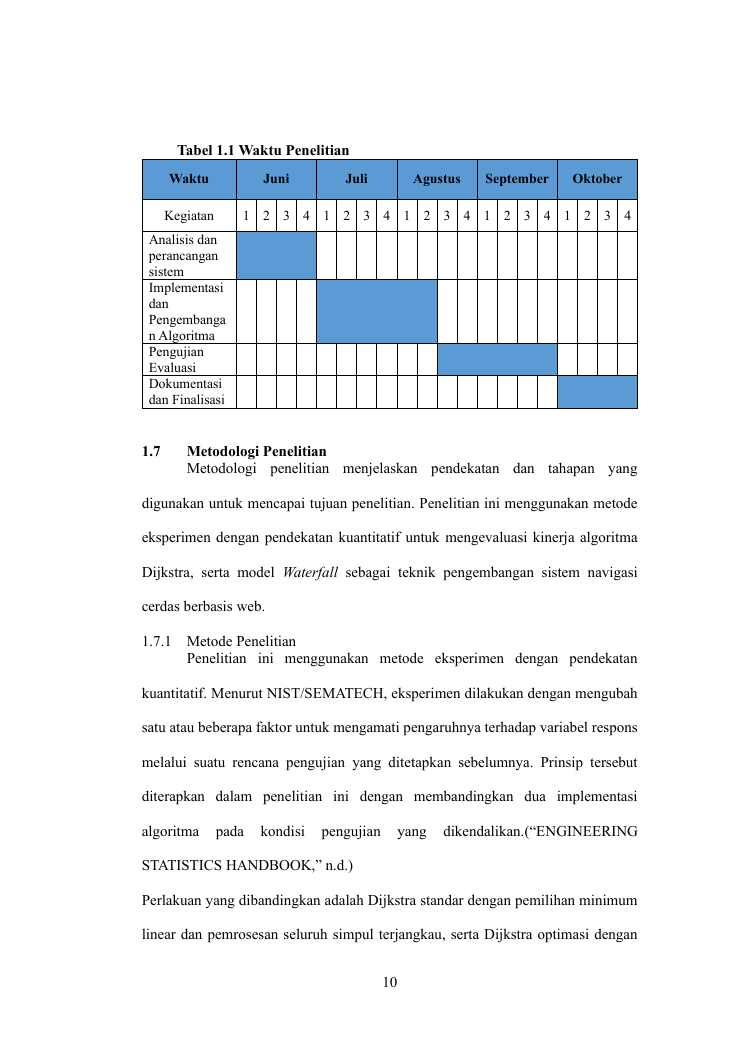 Tabel 1.1 Waktu Penelitian
Waktu Juni Juli Agustus September Oktober
Kegiatan 1 2 3 4 1 2 3 4 1 2 3 4 1 2 3 4 1 2 3 4
Analisis dan
perancangan
sistem
Implementasi
dan
Pengembanga
n Algoritma
Pengujian
Evaluasi
Dokumentasi
dan Finalisasi
1.7 Metodologi Penelitian
Metodologi penelitian menjelaskan pendekatan dan tahapan yang
digunakan untuk mencapai tujuan penelitian. Penelitian ini menggunakan metode
eksperimen dengan pendekatan kuantitatif untuk mengevaluasi kinerja algoritma
Dijkstra, serta model Waterfall sebagai teknik pengembangan sistem navigasi
cerdas berbasis web.
1.7.1 Metode Penelitian
Penelitian ini menggunakan metode eksperimen dengan pendekatan
kuantitatif. Menurut NIST/SEMATECH, eksperimen dilakukan dengan mengubah
satu atau beberapa faktor untuk mengamati pengaruhnya terhadap variabel respons
melalui suatu rencana pengujian yang ditetapkan sebelumnya. Prinsip tersebut
diterapkan dalam penelitian ini dengan membandingkan dua implementasi
algoritma pada kondisi pengujian yang dikendalikan.(“ENGINEERING
STATISTICS HANDBOOK,” n.d.)
Perlakuan yang dibandingkan adalah Dijkstra standar dengan pemilihan minimum
linear dan pemrosesan seluruh simpul terjangkau, serta Dijkstra optimasi dengan
10